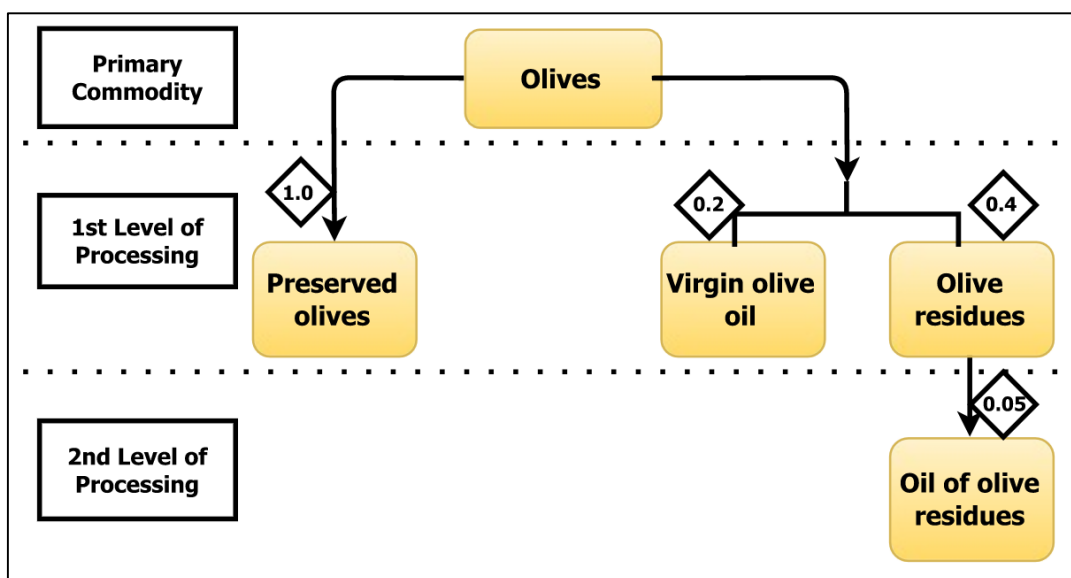 Primary
Commodity
Olives
1.0
0.2
0.4
1st Level of
Processing
Preserved
olives
Virgin olive
oil
Olive
residues
0.05
2nd Level of
Processing
Oil of olive
residues